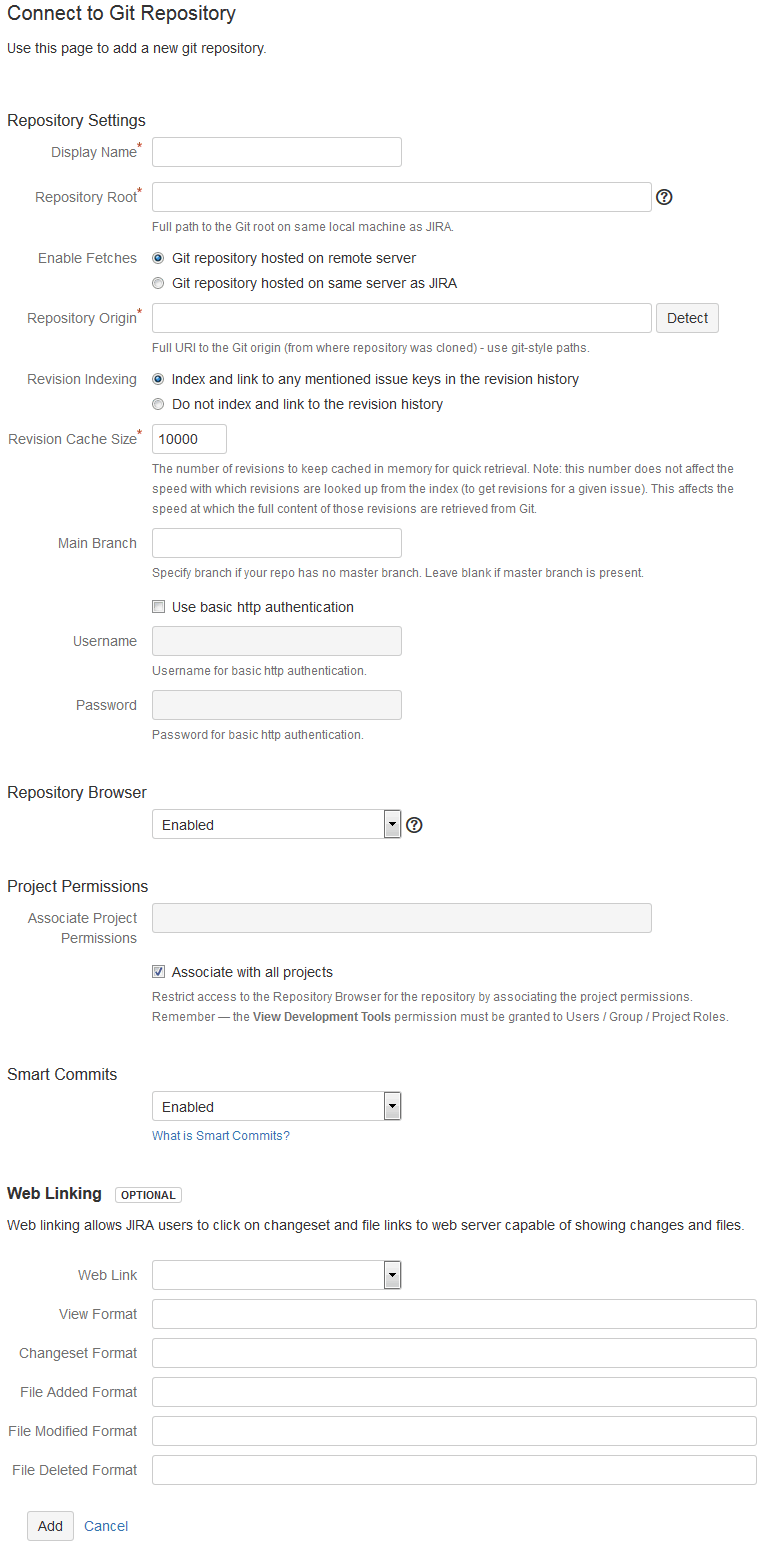 Connect to Git Repository
Use this page to add a new git repository.
Repository Settings
Display Name*
Repository Root*
Full path to the Git root on same local machine as JIRA.
Enable Fetches Git repository hosted on remote server
Git repository hosted on same server as JIRA
Repository Origin* Detect
Full URI to the Git origin (from where repository was cloned) - use git-style paths.
Revision Indexing Index and link to any mentioned issue keys in the revision history
Do not index and link to the revision history
Revision Cache Size* 10000
The number of revisions to keep cached in memory for quick retrieval. Note: this number does not affect the
speed with which revisions are looked up from the index (to get revisions for a given issue). This affects the
speed at which the full content of those revisions are retrieved from Git.
Main Branch
Specify branch if your repo has no master branch. Leave blank if master branch is present.
Use basic http authentication
Username
Username for basic http authentication.
Password
Password for basic http authentication.
Repository Browser
Enabled
Project Permissions
Associate Project
Permissions
Associate with all projects
Restrict access to the Repository Browser for the repository by associating the project permissions.
Remember — the View Development Tools permission must be granted to Users / Group / Project Roles.
Smart Commits
Enabled
What is Smart Commits?
Web Linking OPTIONAL
Web linking allows JIRA users to click on changeset and file links to web server capable of showing changes and files.
Web Link
View Format
Changeset Format
File Added Format
File Modified Format
File Deleted Format
Add Cancel